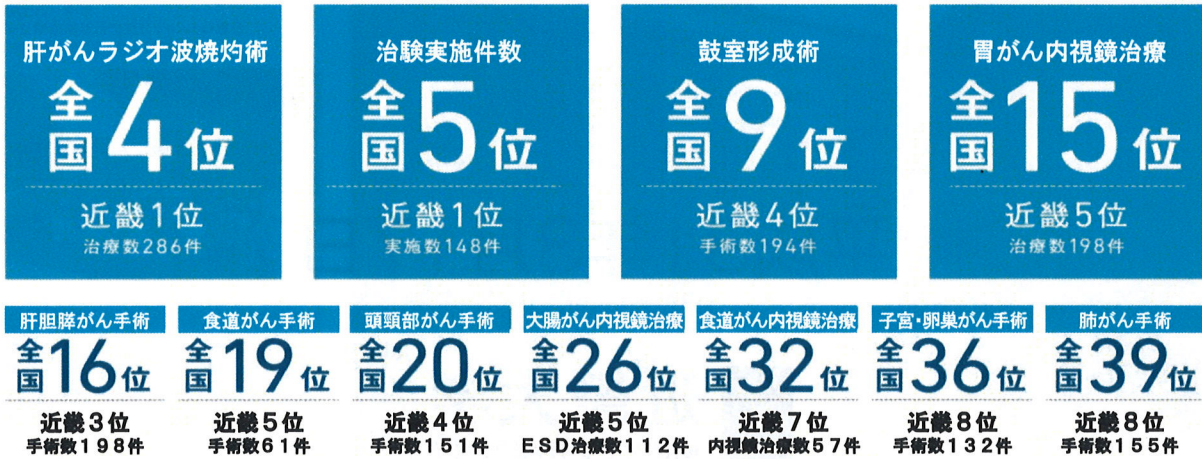 肝がんラジオ波焼灼術
全国4位
近畿1位
治療数286件
治験実施件数
全国5位
近畿1位
実施数148件
鼓室形成術
全国9位
近畿4位
手術数194件
胃がん内視鏡治療
全国15位
近畿5位
治療数198件
肝胆膵がん手術
全国16位
近畿3位
手術数198件
食道がん手術
全国19位
近畿5位
手術数61件
頭頸部がん手術
全国20位
近畿4位
手術数151件
大腸がん内視鏡治療
全国26位
近畿5位
ESD治療数112件
食道がん内視鏡治療
全国32位
近畿7位
内視鏡治療数57件
子宮・卵巣がん手術
全国36位
近畿8位
手術数132件
肺がん手術
全国39位
近畿8位
手術数155件